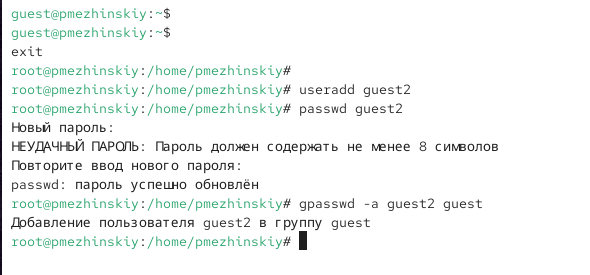 guest@pmezhinskiy:~$
guest@pmezhinskiy:~$
exit
root@pmezhinskiy:/home/pmezhinskiy#
root@pmezhinskiy:/home/pmezhinskiy# useradd guest2
root@pmezhinskiy:/home/pmezhinskiy# passwd guest2
Новый пароль:
НЕУДАЧНЫЙ ПАРОЛЬ: Пароль должен содержать не менее 8 символов
Повторите ввод нового пароля:
passwd: пароль успешно обновлён
root@pmezhinskiy:/home/pmezhinskiy# gpasswd -a guest2 guest
Добавление пользователя guest2 в группу guest
root@pmezhinskiy:/home/pmezhinskiy#